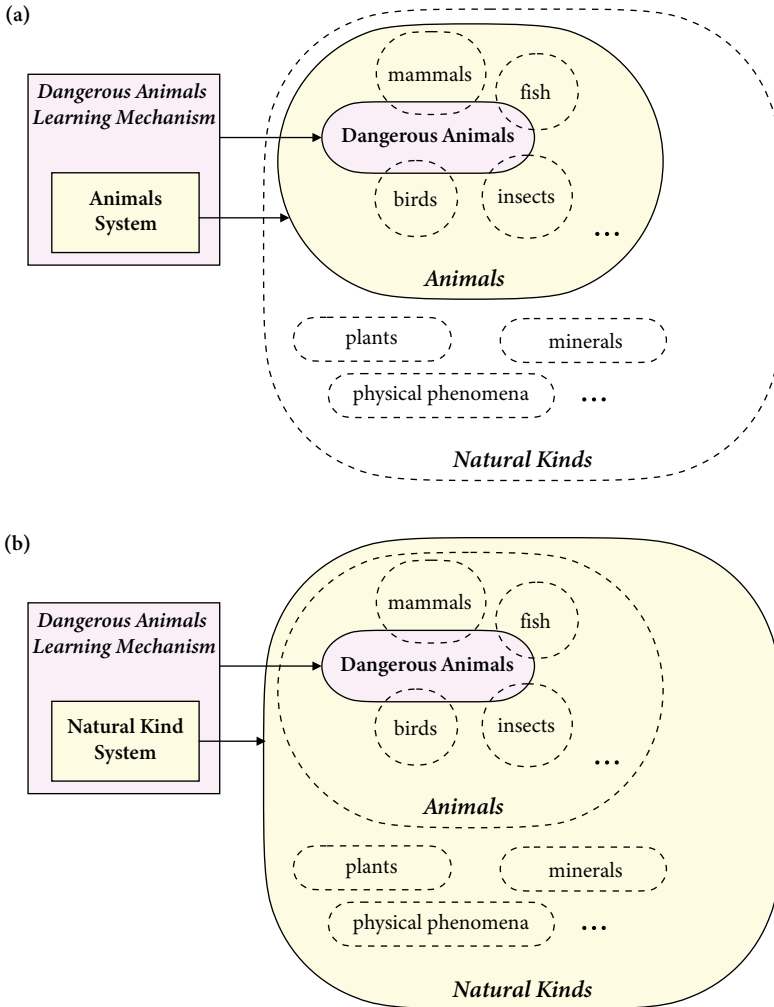 (a)
mammals
fish
Dangerous Animals
Learning Mechanism
Dangerous Animals
Animals
System
birds
insects
...
Animals
plants
minerals
physical phenomena
...
Natural Kinds
(b)
mammals
fish
Dangerous Animals
Learning Mechanism
Dangerous Animals
Natural Kind
System
birds
insects
...
Animals
plants
minerals
physical phenomena
...
Natural Kinds